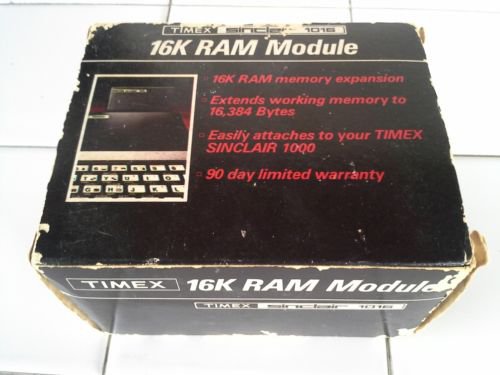 TIMEX sinclair 1016
16K RAM Module
16K RAM memory expansion
Extends working memory to
16,384 Bytes
Easily attaches to your TIMEX
SINCLAIR 1000
90 day limited warranty
TIMEX 16K RAM Module
TIMEX sinclair 1016